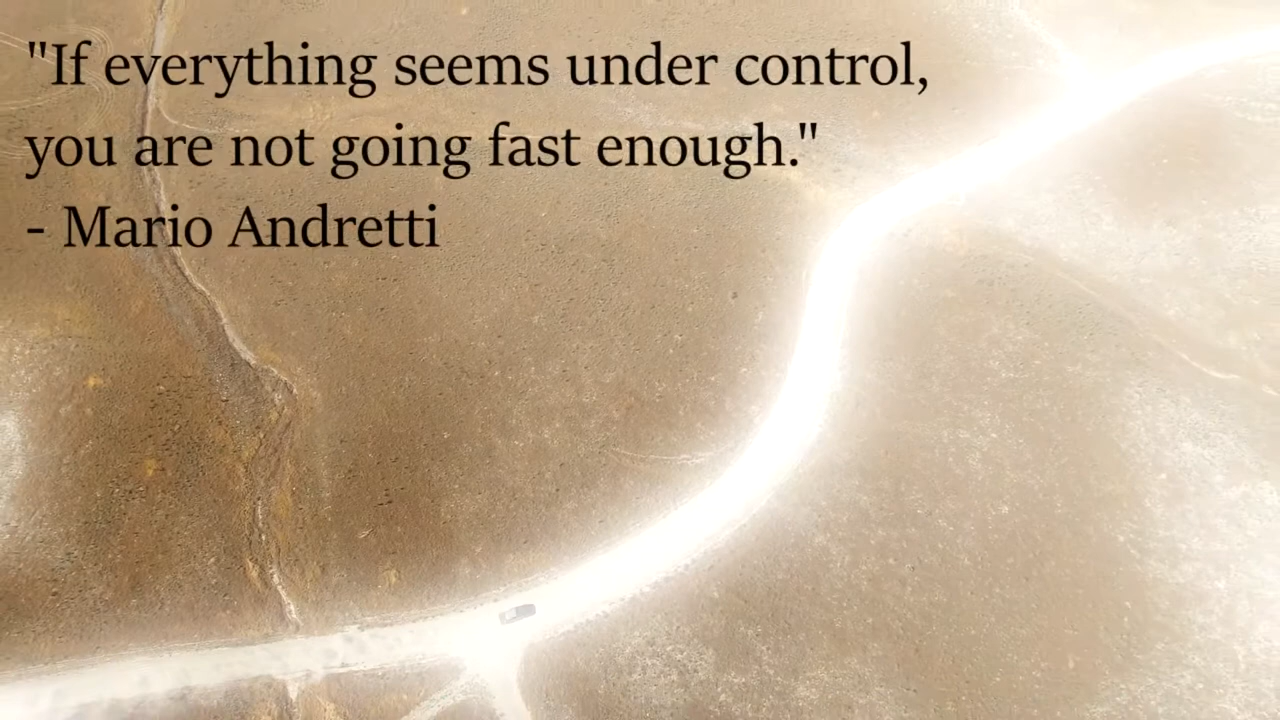 "If everything seems under control,
you are not going fast enough."
- Mario Andretti